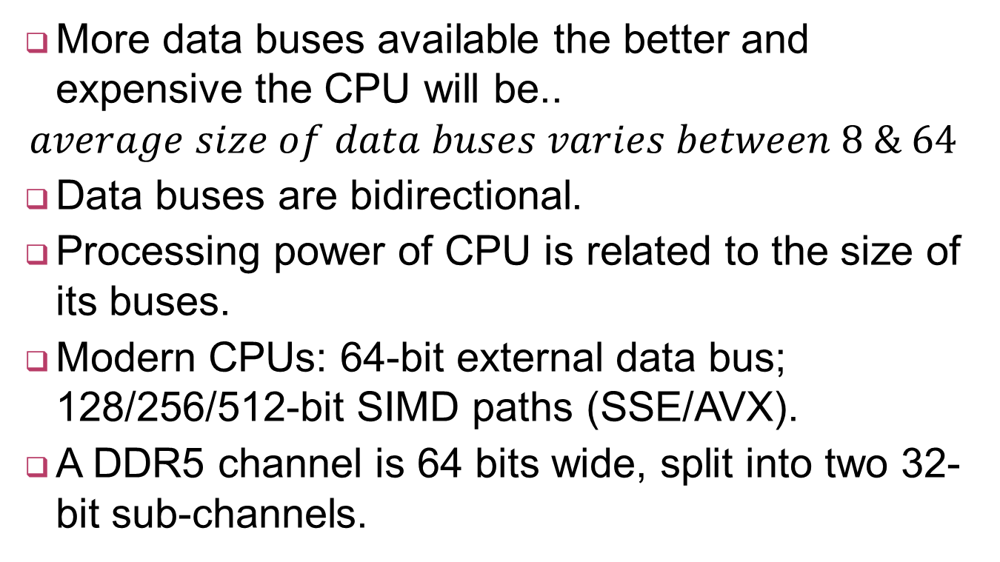 ❑ More data buses available the better and
expensive the CPU will be..
average size of data buses varies between 8 & 64
❑ Data buses are bidirectional.
❑ Processing power of CPU is related to the size of
its buses.
❑ Modern CPUs: 64-bit external data bus;
128/256/512-bit SIMD paths (SSE/AVX).
❑ A DDR5 channel is 64 bits wide, split into two 32-
bit sub-channels.